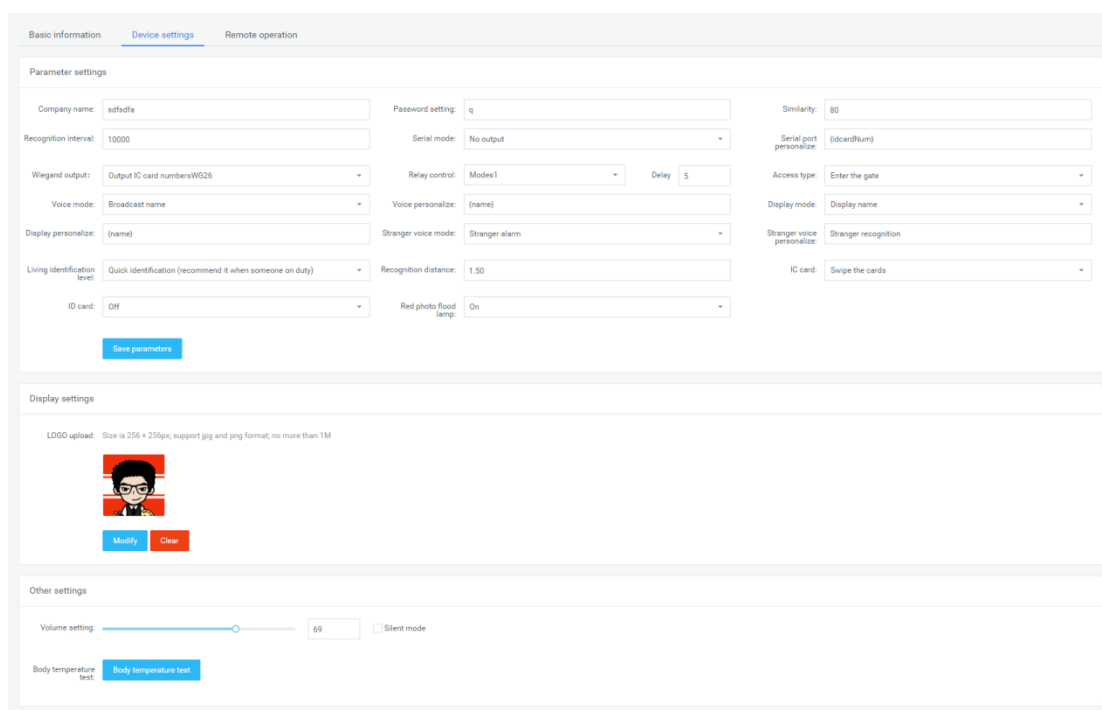 Basic information Device settings Remote operation
Parameter settings
Company name: sdfsdfa Password setting: q Similarity: 80
Recognition interval: 10000 Serial mode: No output Serial port personalize: {idcardNum}
Wiegand output: Output IC card numbersWG26 Relay control: Modes1 Delay 5 Access type: Enter the gate
Voice mode: Broadcast name Voice personalize: {name} Display mode: Display name
Display personalize: {name} Stranger voice mode: Stranger alarm Stranger voice personalize: Stranger recognition
Living identification level: Quick identification (recommend it when someone on duty) Recognition distance: 1.50 IC card: Swipe the cards
ID card: Off Red photo flood lamp: On
Save parameters
Display settings
LOGO upload: Size is 256 × 256px; support jpg and png format; no more than 1M
Modify Clear
Other settings
Volume setting: 69 Silent mode
Body temperature test: Body temperature test